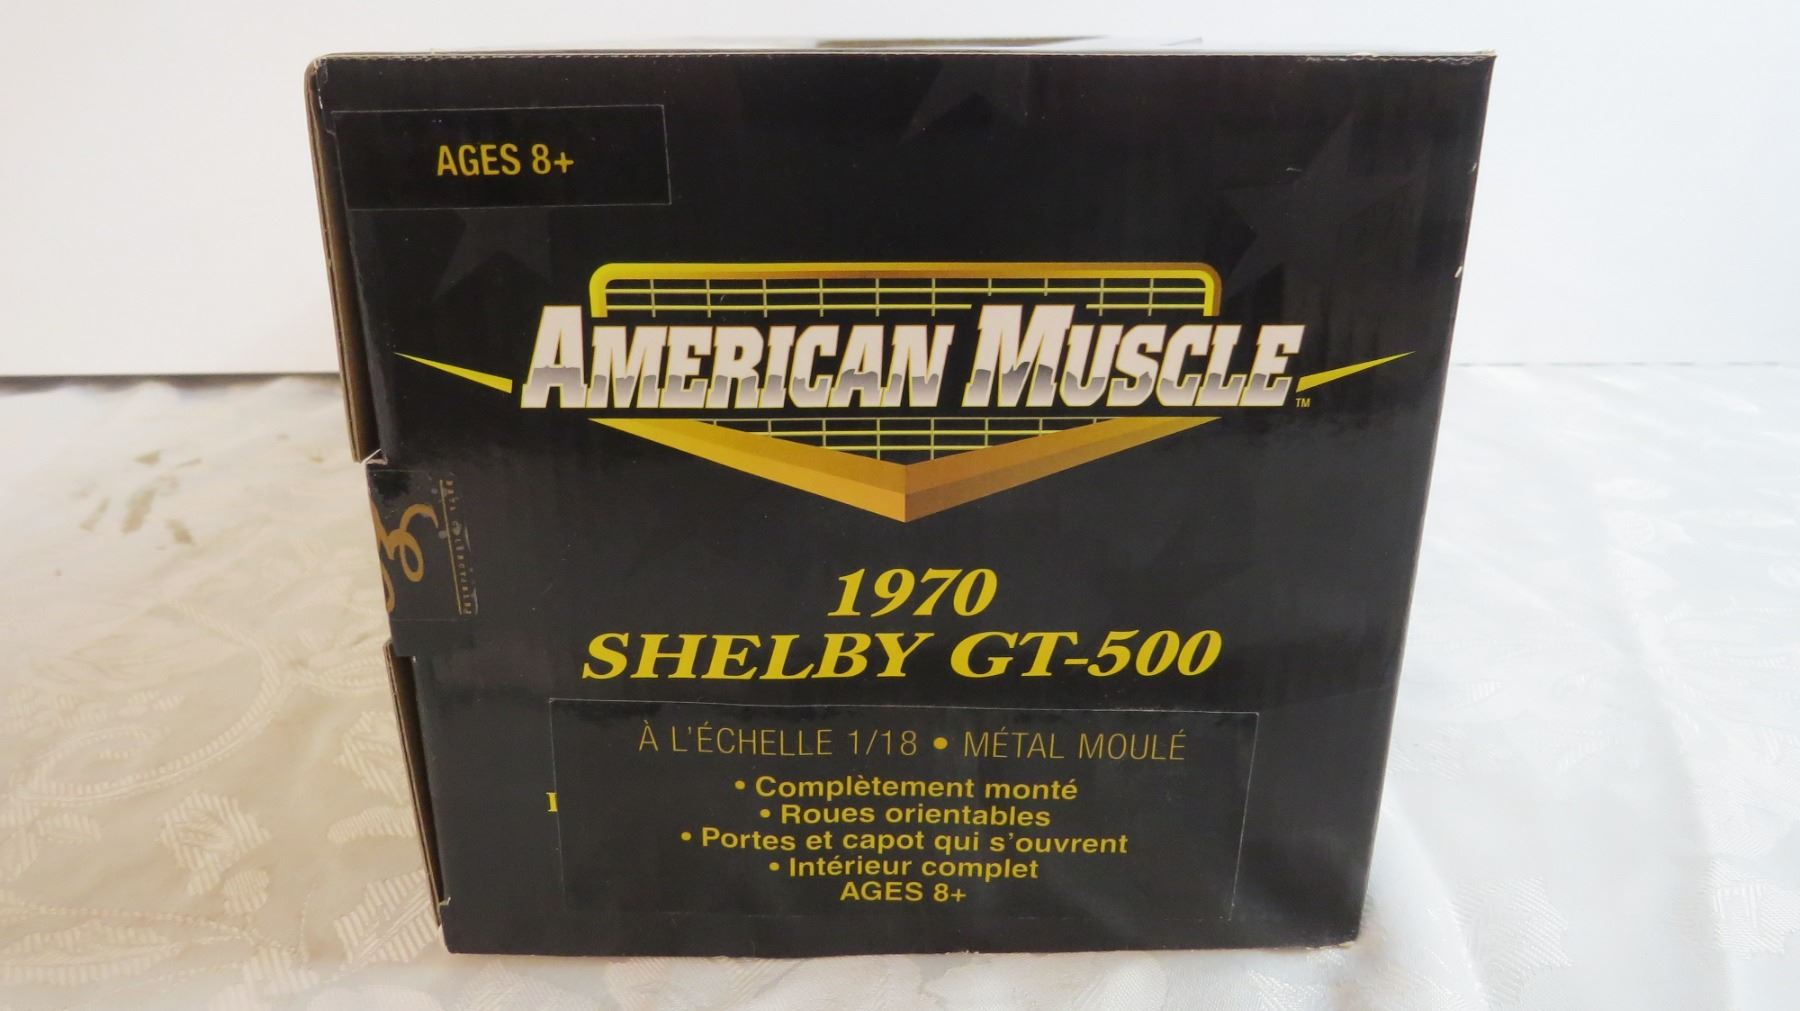 AGES 8+
AMERICAN MUSCLE™
1970
SHELBY GT-500
À L'ÉCHELLE 1/18 • MÉTAL MOULÉ
• Complètement monté
• Roues orientables
• Portes et capot qui s'ouvrent
• Intérieur complet
AGES 8+